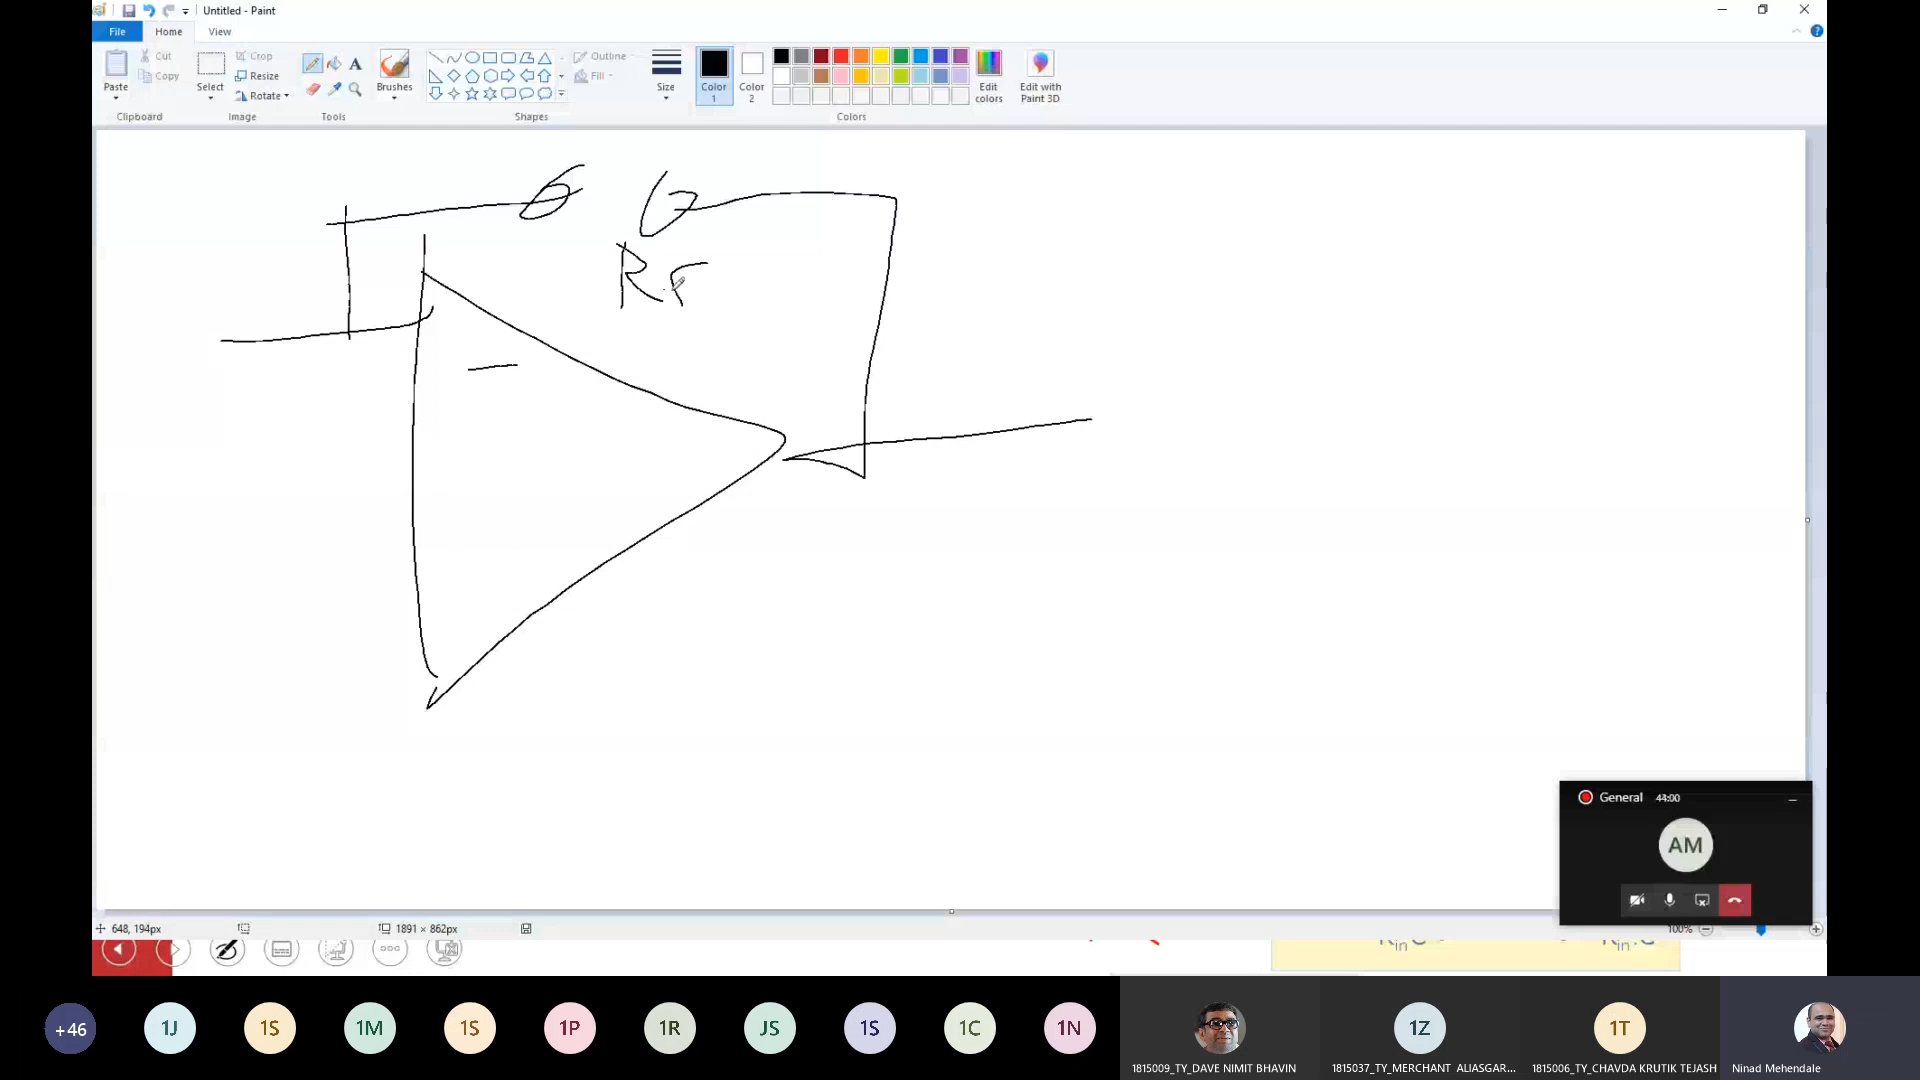 Untitled - Paint
File Home View
Paste Cut Copy
Clipboard
Select Crop Resize Rotate
Image
Tools
Brushes
Outline Fill
Shapes
Size
Color 1
Color 2
Edit colors
Edit with Paint 3D
Colors
RF
General 44:00
AM
648, 194px
1891 × 862px
100%
+46
1J
1S
1M
1S
1P
1R
JS
1S
1C
1N
1Z
1T
1815009_TY_DAVE NIMIT BHAVIN
1815037_TY_MERCHANT ALIASGAR...
1815006_TY_CHAVDA KRUTIK TEJASH
Ninad Mehendale